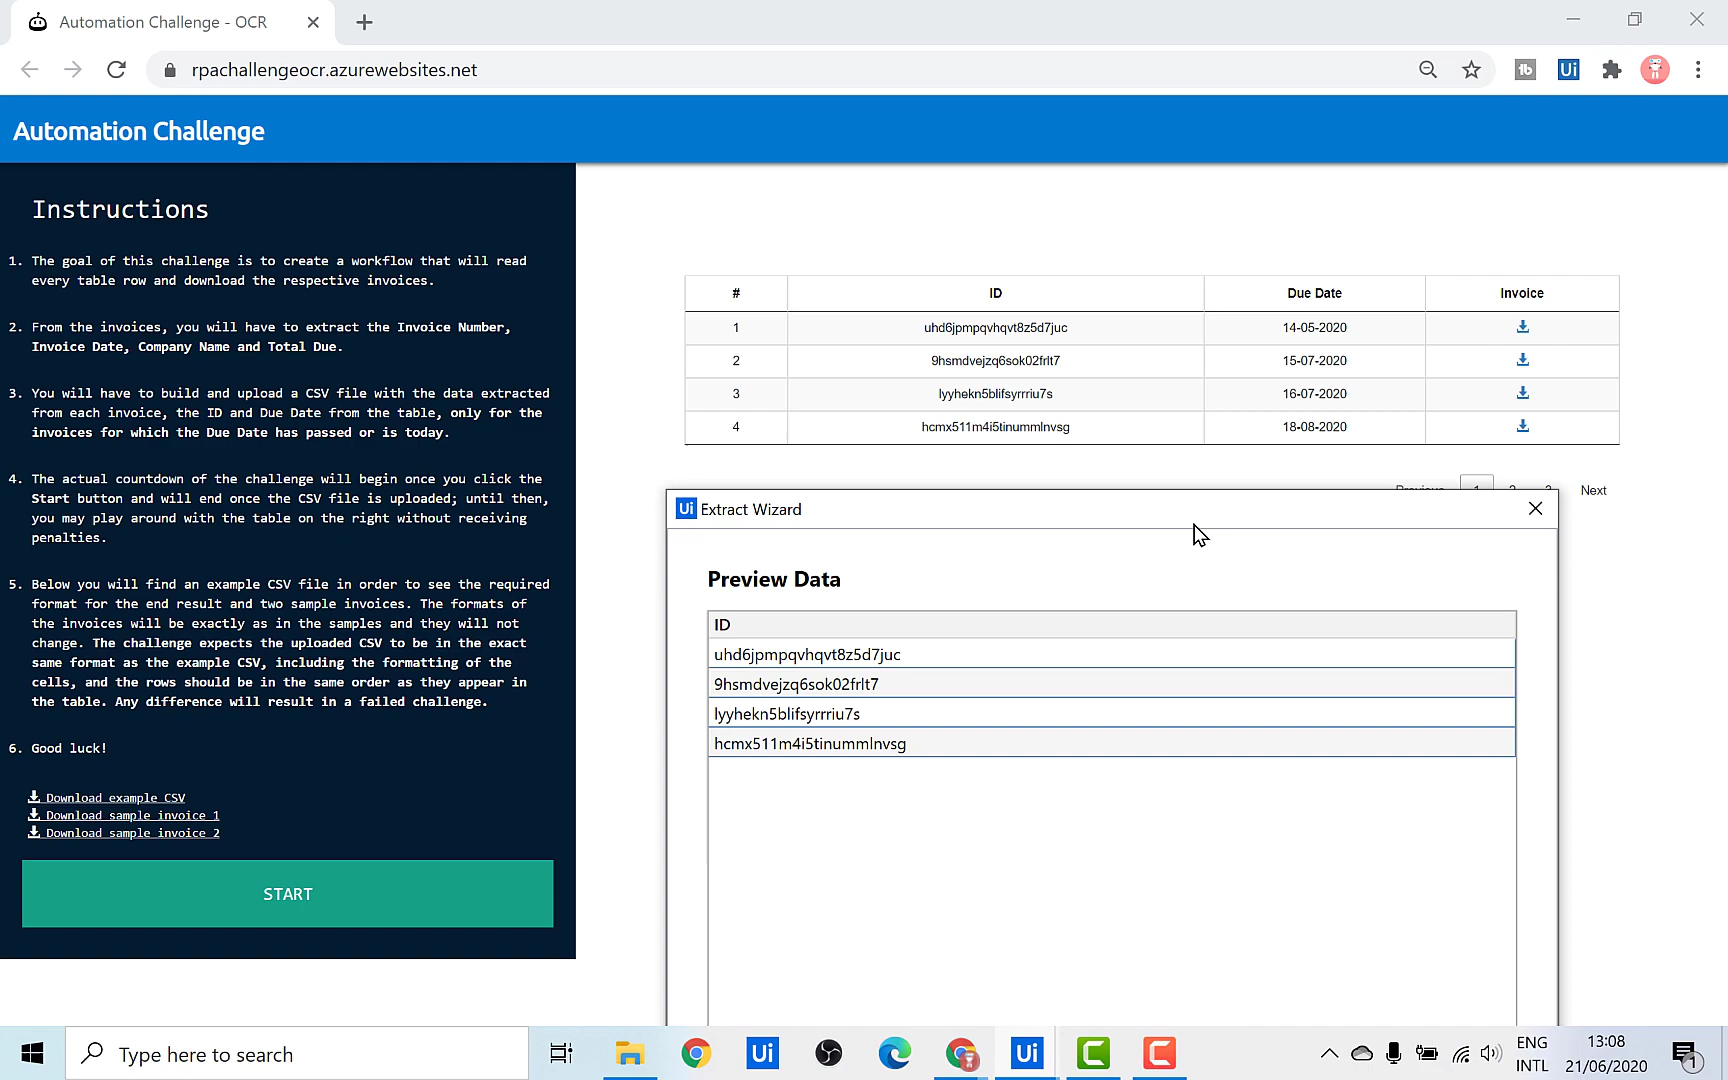 Automation Challenge - OCR
rpachallengeocr.azurewebsites.net
Automation Challenge
Instructions
1. The goal of this challenge is to create a workflow that will read
every table row and download the respective invoices.
2. From the invoices, you will have to extract the Invoice Number,
Invoice Date, Company Name and Total Due.
3. You will have to build and upload a CSV file with the data extracted
from each invoice, the ID and Due Date from the table, only for the
invoices for which the Due Date has passed or is today.
4. The actual countdown of the challenge will begin once you click the
Start button and will end once the CSV file is uploaded; until then,
you may play around with the table on the right without receiving
penalties.
5. Below you will find an example CSV file in order to see the required
format for the end result and two sample invoices. The formats of
the invoices will be exactly as in the samples and they will not
change. The challenge expects the uploaded CSV to be in the exact
same format as the example CSV, including the formatting of the
cells, and the rows should be in the same order as they appear in
the table. Any difference will result in a failed challenge.
6. Good luck!
Download example CSV
Download sample invoice 1
Download sample invoice 2
START
# ID Due Date Invoice
1 uhd6jpmpqvhqvt8z5d7juc 14-05-2020
2 9hsmdvejzq6sok02frlt7 15-07-2020
3 lyyhekn5blifsyrrriu7s 16-07-2020
4 hcmx511m4i5tinummlnvsg 18-08-2020
Previous 1 2 3 Next
Ui Extract Wizard
Preview Data
ID
uhd6jpmpqvhqvt8z5d7juc
9hsmdvejzq6sok02frlt7
lyyhekn5blifsyrrriu7s
hcmx511m4i5tinummlnvsg
Type here to search
Ui
Ui
ENG
INTL
13:08
21/06/2020
1